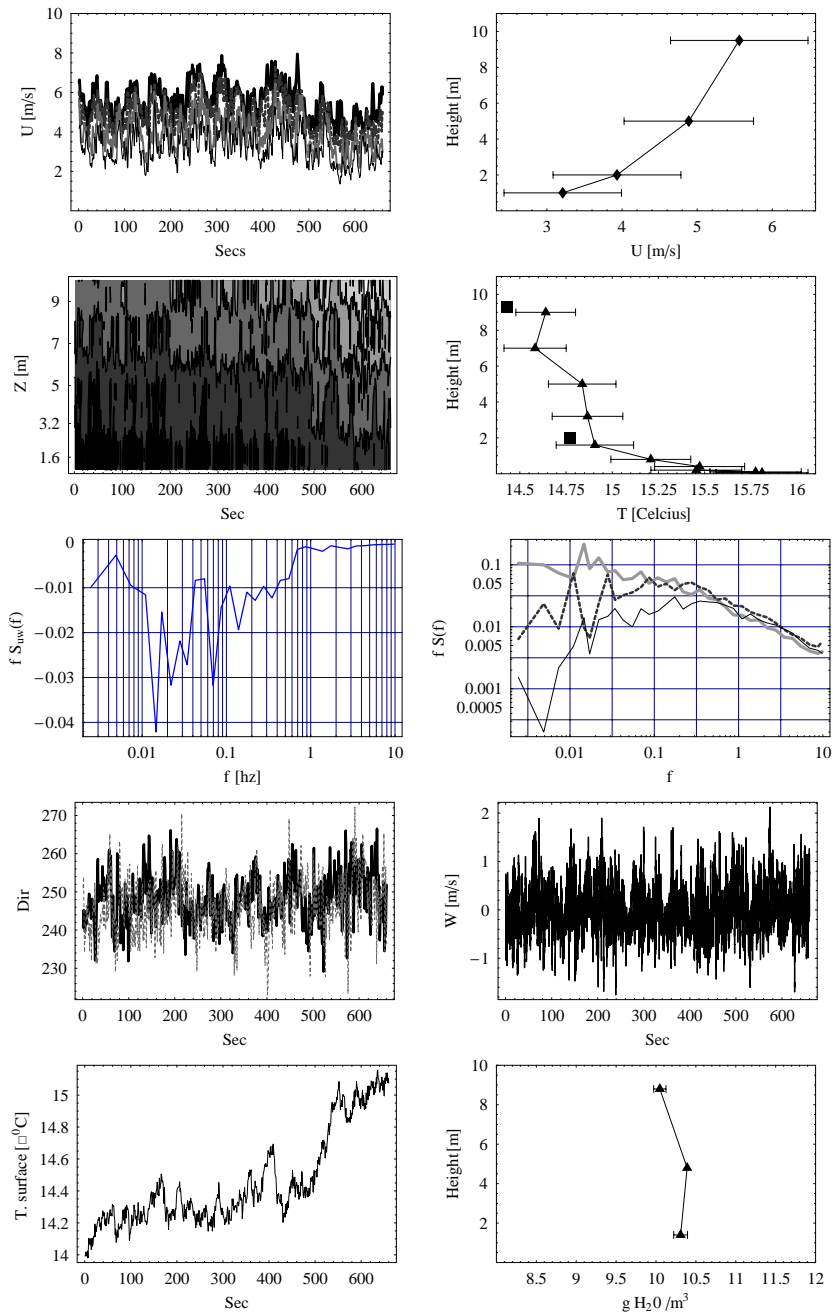 10
8
6
4
2
U [m/s]
0 100 200 300 400 500 600
Secs
10
8
6
4
2
Height [m]
3 4 5 6
U [m/s]
9
7
5
3.2
1.6
Z [m]
0 100 200 300 400 500 600
Sec
10
8
6
4
2
Height [m]
14.5 14.75 15 15.25 15.5 15.75 16
T [Celcius]
0
−0.01
−0.02
−0.03
−0.04
f S_uw(f)
0.01 0.1 1 10
f [hz]
0.1
0.05
0.01
0.005
0.001
0.0005
f S(f)
0.01 0.1 1 10
f
270
260
250
240
230
Dir
0 100 200 300 400 500 600
Sec
2
1
0
−1
W [m/s]
0 100 200 300 400 500 600
Sec
15
14.8
14.6
14.4
14.2
14
T. surface [□⁰C]
0 100 200 300 400 500 600
Sec
10
8
6
4
2
Height [m]
8.5 9 9.5 10 10.5 11 11.5 12
g H₂0 /m³